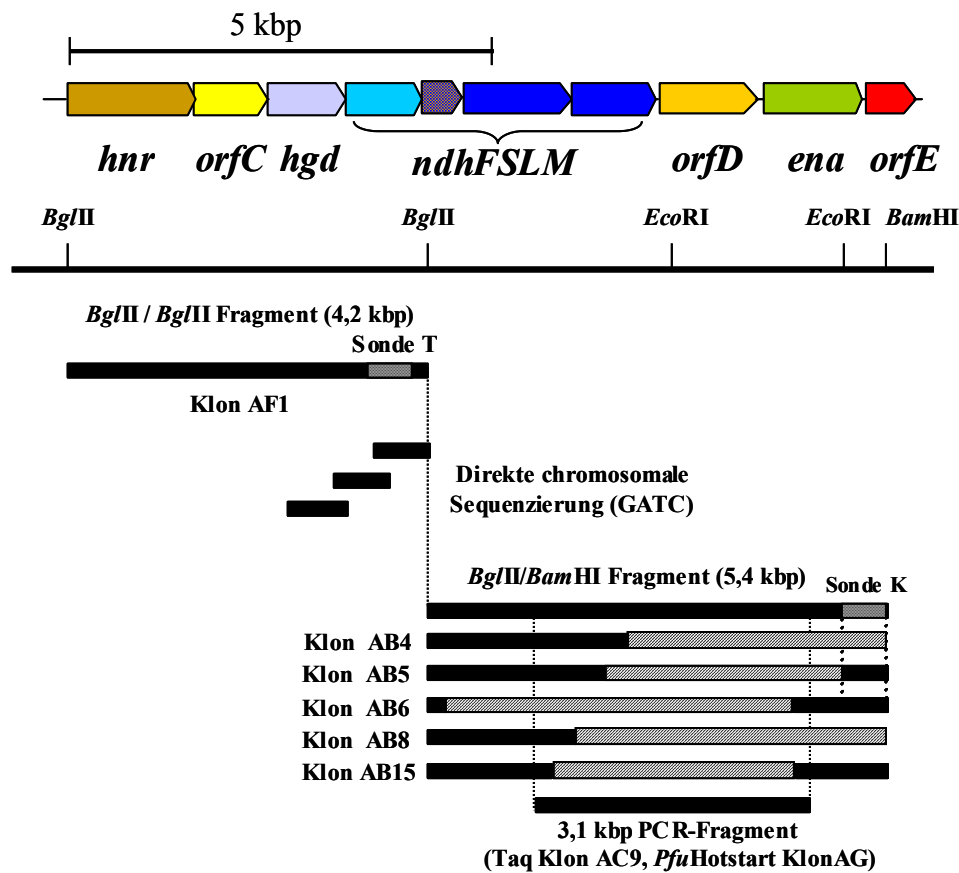 5 kbp
hnr orfC hgd ndhFSLM orfD ena orfE
BglII BglII EcoRI EcoRI BamHI
BglII / BglII Fragment (4,2 kbp)
Sonde T
Klon AF1
Direkte chromosomale
Sequenzierung (GATC)
BglII/BamHI Fragment (5,4 kbp)
Sonde K
Klon AB4
Klon AB5
Klon AB6
Klon AB8
Klon AB15
3,1 kbp PCR-Fragment
(Taq Klon AC9, PfuHotstart KlonAG)